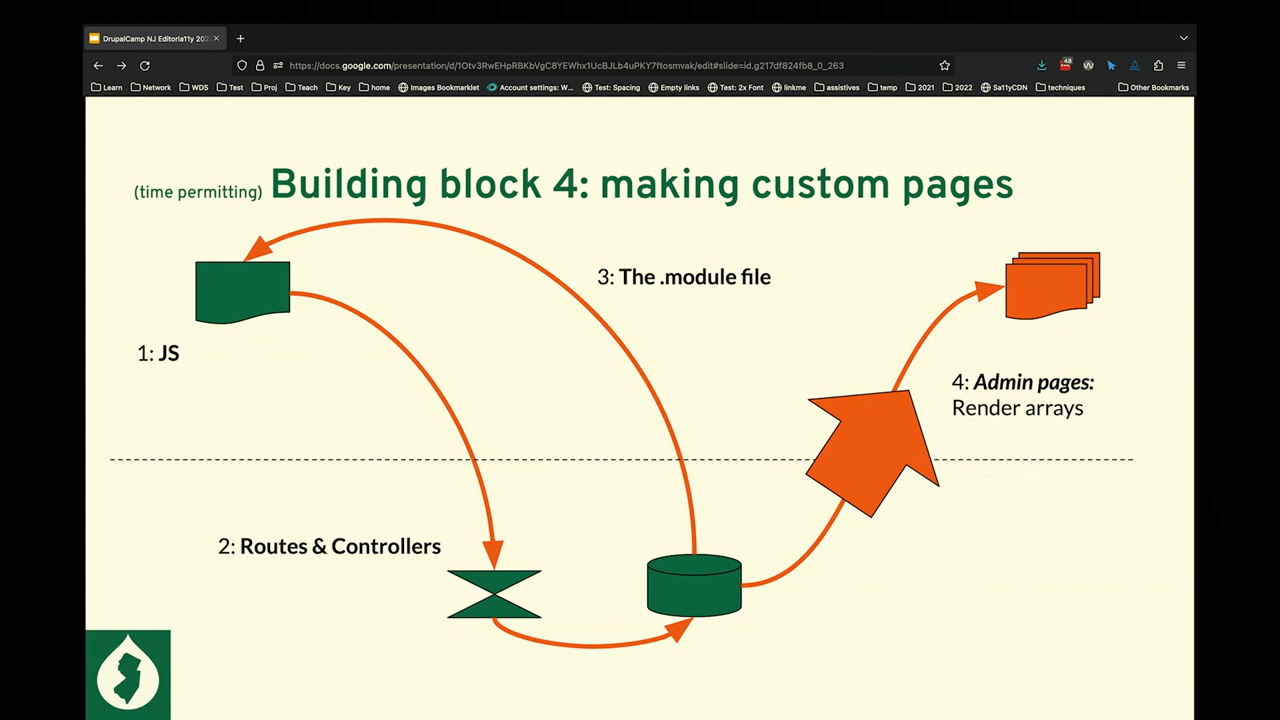 DrupalCamp NJ Editoria11y 202
https://docs.google.com/presentation/d/1Otv3RwEHpRBKbVgC8YEWhx1UcBJLb4uPKY7ftosmvak/edit#slide=id.g217df824fb8_0_263
48
Learn Network WDS Test Proj Teach Key home Images Bookmarklet Account settings: W... Test: Spacing Empty links Test: 2x Font linkme assistives temp 2021 2022 Sa11yCDN techniques Other Bookmarks
(time permitting) Building block 4: making custom pages
3: The .module file
1: JS
4: Admin pages:
Render arrays
2: Routes & Controllers